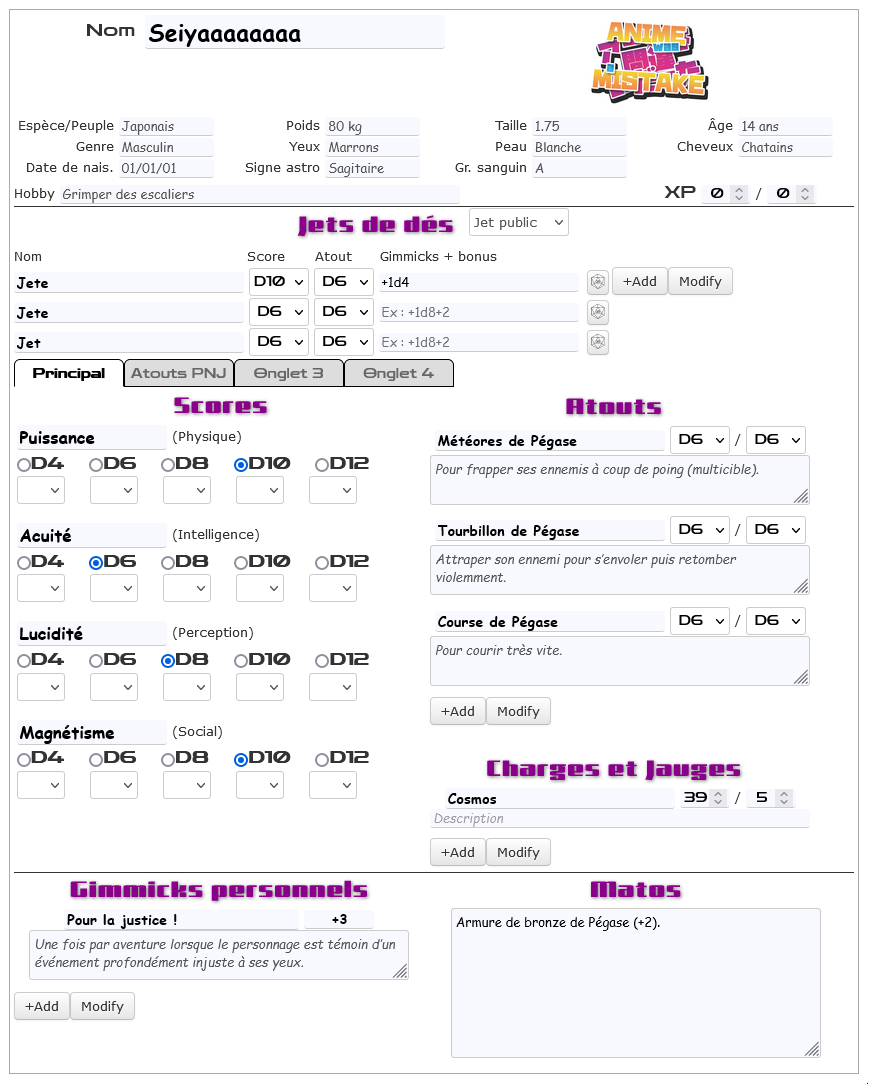 Nom Seiyaaaaaaaa
ANIME
WAS
MISTAKE
Espèce/Peuple Japonais Poids 80 kg Taille 1.75 Âge 14 ans
Genre Masculin Yeux Marrons Peau Blanche Cheveux Chatains
Date de nais. 01/01/01 Signe astro Sagitaire Gr. sanguin A
Hobby Grimper des escaliers XP 0 / 0
Jets de dés Jet public
Nom Score Atout Gimmicks + bonus
Jete D10 D6 +1d4 +Add Modify
Jete D6 D6 Ex : +1d8+2
Jet D6 D6 Ex : +1d8+2
Principal Atouts PNJ Onglet 3 Onglet 4
Scores
Puissance (Physique)
D4 D6 D8 D10 D12
Acuité (Intelligence)
D4 D6 D8 D10 D12
Lucidité (Perception)
D4 D6 D8 D10 D12
Magnétisme (Social)
D4 D6 D8 D10 D12
Atouts
Météores de Pégase D6 / D6
Pour frapper ses ennemis à coup de poing (multicible).
Tourbillon de Pégase D6 / D6
Attraper son ennemi pour s'envoler puis retomber
violemment.
Course de Pégase D6 / D6
Pour courir très vite.
+Add Modify
Charges et Jauges
Cosmos 39 / 5
Description
+Add Modify
Gimmicks personnels
Pour la justice ! +3
Une fois par aventure lorsque le personnage est témoin d'un
événement profondément injuste à ses yeux.
+Add Modify
Matos
Armure de bronze de Pégase (+2).